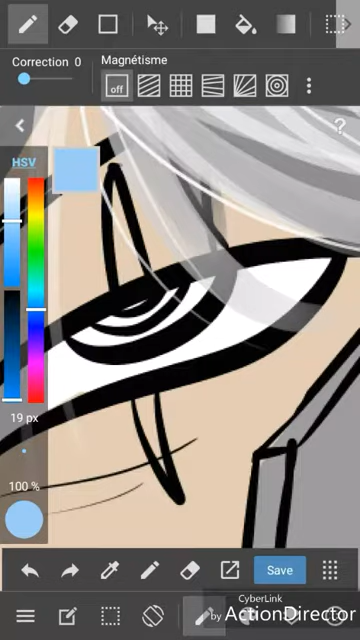 Correction 0
Magnétisme
off
?
HSV
19 px
100 %
Save
CyberLink
by ActionDirector